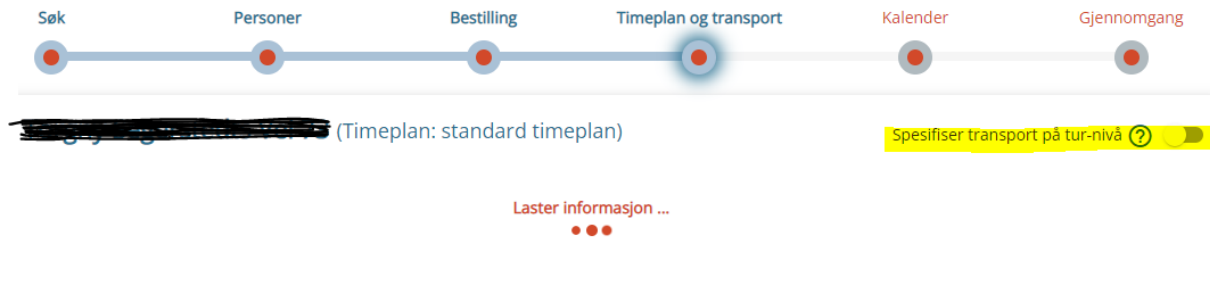 Søk Personer Bestilling Timeplan og transport Kalender Gjennomgang
(Timeplan: standard timeplan) Spesifiser transport på tur-nivå ?
Laster informasjon ...